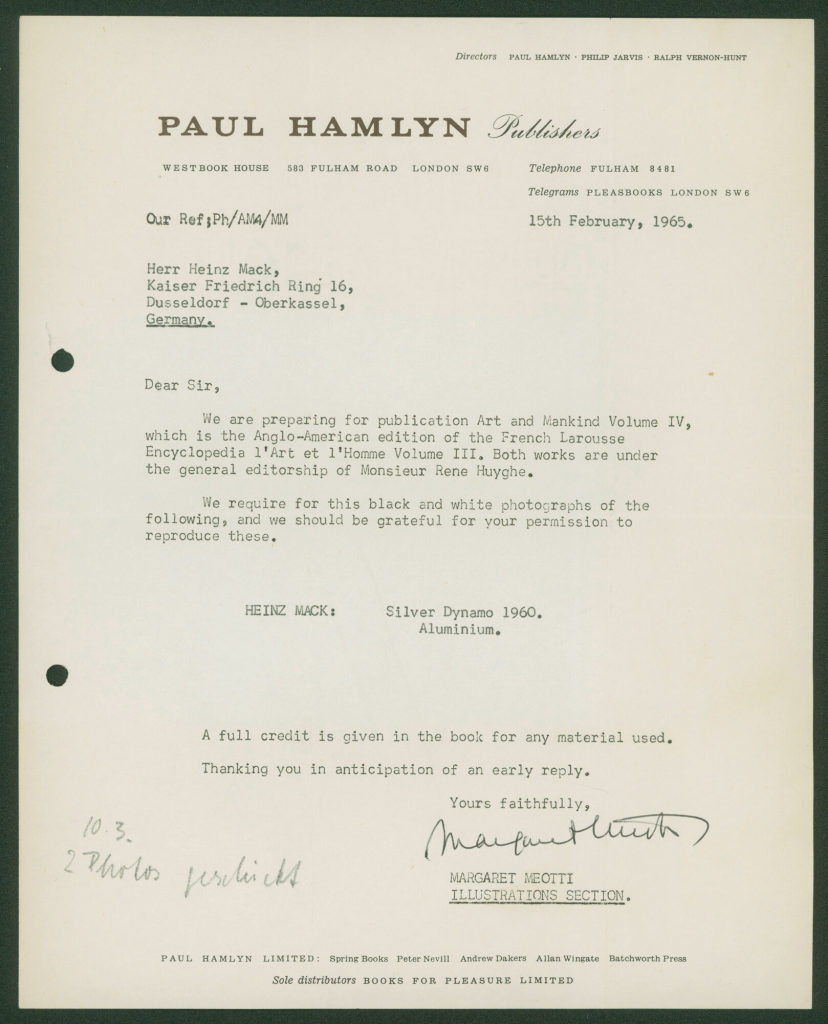 Directors PAUL HAMLYN · PHILIP JARVIS · RALPH VERNON-HUNT
PAUL HAMLYN Publishers
WESTBOOK HOUSE 583 FULHAM ROAD LONDON SW6 Telephone FULHAM 8481
Telegrams PLEASBOOKS LONDON SW6
Our Ref;Ph/AM4/MM 15th February, 1965.
Herr Heinz Mack,
Kaiser Friedrich Ring 16,
Dusseldorf - Oberkassel,
Germany.
Dear Sir,
We are preparing for publication Art and Mankind Volume IV,
which is the Anglo-American edition of the French Larousse
Encyclopedia l'Art et l'Homme Volume III. Both works are under
the general editorship of Monsieur Rene Huyghe.
We require for this black and white photographs of the
following, and we should be grateful for your permission to
reproduce these.
HEINZ MACK: Silver Dynamo 1960.
Aluminium.
A full credit is given in the book for any material used.
Thanking you in anticipation of an early reply.
Yours faithfully,
Margaret Meotti
MARGARET MEOTTI
ILLUSTRATIONS SECTION.
10.3.
2 Photos geschickt
PAUL HAMLYN LIMITED: Spring Books Peter Nevill Andrew Dakers Allan Wingate Batchworth Press
Sole distributors BOOKS FOR PLEASURE LIMITED